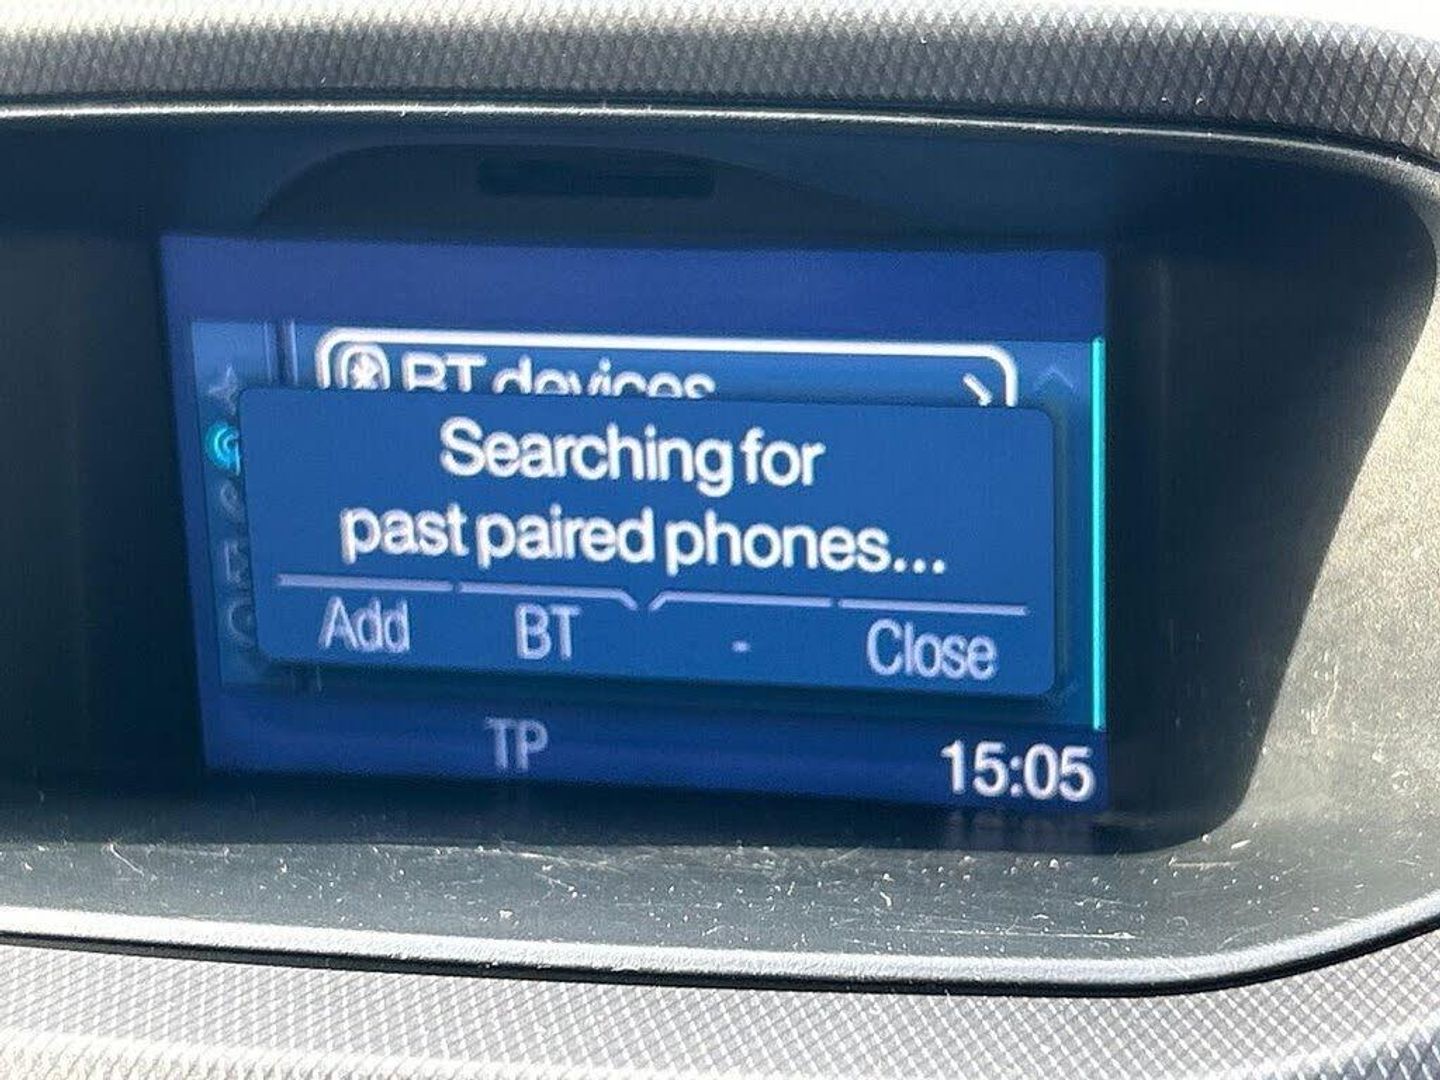 BT devices
Searching for
past paired phones...
Add BT - Close
TP 15:05